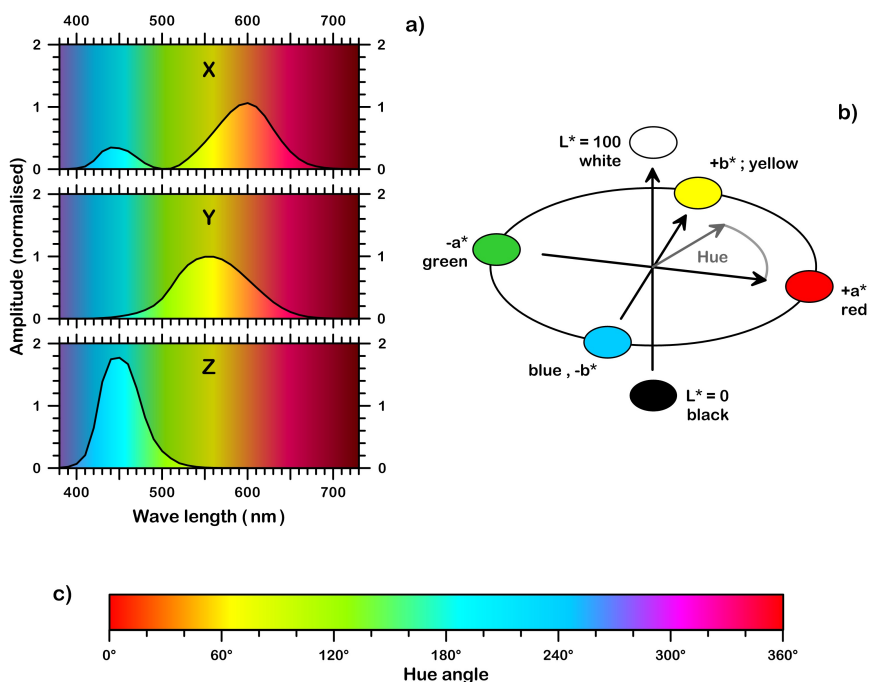 400 500 600 700
a)
2 2
X
1 1
0 0
2 2
Y
1 1
0 0
2 2
Z
1 1
0 0
400 500 600 700
Amplitude (normalised)
Wave length ( nm )
b)
L* = 100
white
+b* ; yellow
-a*
green
Hue
+a*
red
blue , -b*
L* = 0
black
c)
0° 60° 120° 180° 240° 300° 360°
Hue angle